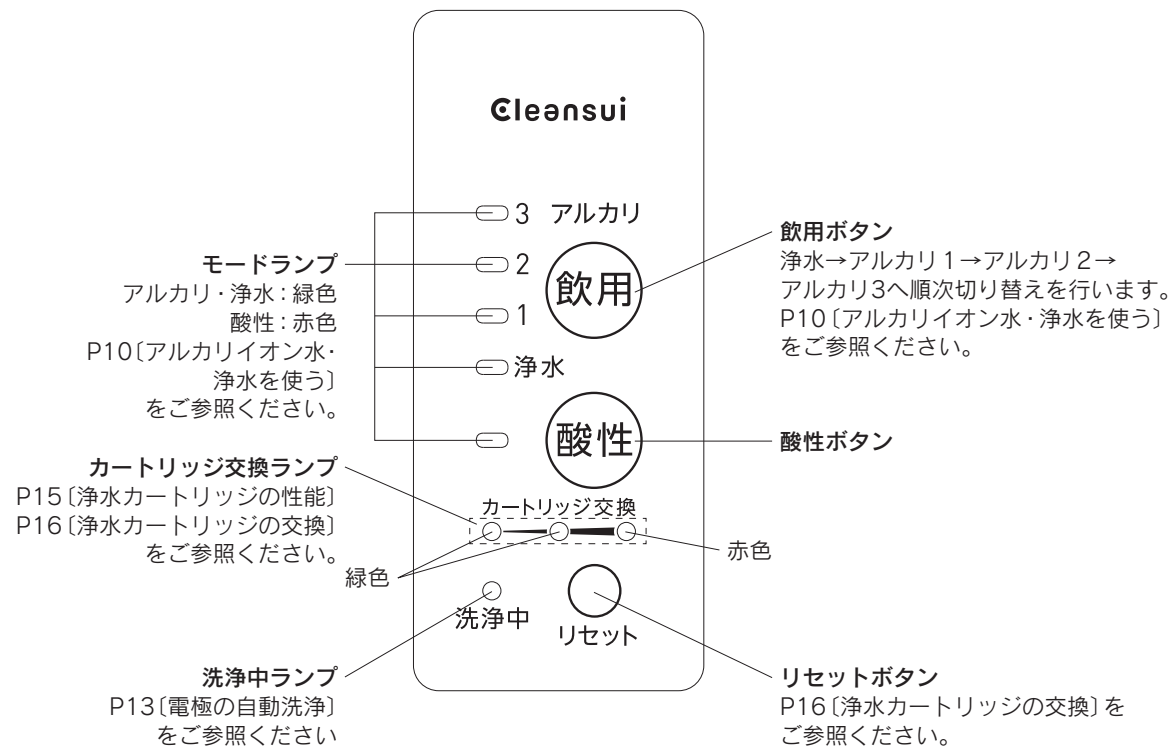 Cleansui
3 アルカリ
2
飲用
1
浄水
酸性
カートリッジ交換
洗浄中
リセット
モードランプ
アルカリ・浄水：緑色
酸性：赤色
P10〔アルカリイオン水・
浄水を使う〕
をご参照ください。
カートリッジ交換ランプ
P15〔浄水カートリッジの性能〕
P16〔浄水カートリッジの交換〕
をご参照ください。
緑色
洗浄中ランプ
P13〔電極の自動洗浄〕
をご参照ください
飲用ボタン
浄水→アルカリ1→アルカリ2→
アルカリ3へ順次切り替えを行います。
P10〔アルカリイオン水・浄水を使う〕
をご参照ください。
酸性ボタン
赤色
リセットボタン
P16〔浄水カートリッジの交換〕を
ご参照ください。